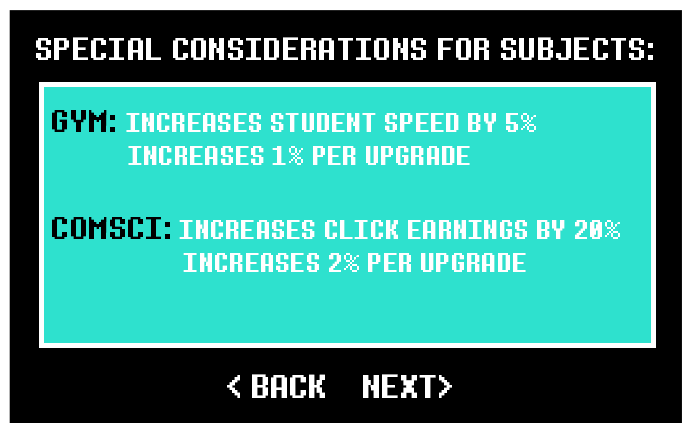 SPECIAL CONSIDERATIONS FOR SUBJECTS:
GYM: INCREASES STUDENT SPEED BY 5%
INCREASES 1% PER UPGRADE
COMSCI: INCREASES CLICK EARNINGS BY 20%
INCREASES 2% PER UPGRADE
< BACK NEXT>